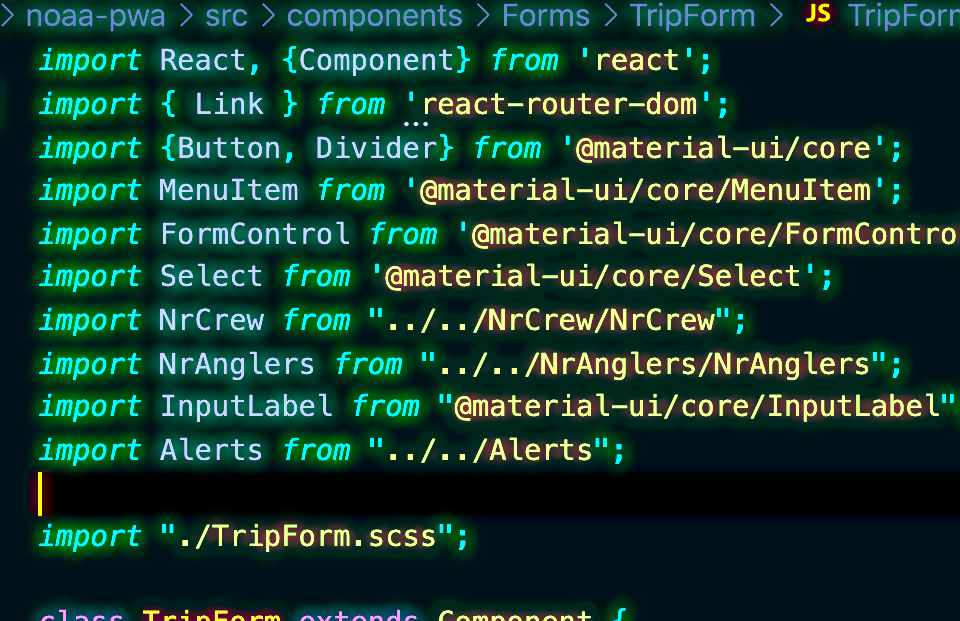 > noaa-pwa > src > components > Forms > TripForm > JS TripForm
import React, {Component} from 'react';
import { Link } from 'react-router-dom';
import {Button, Divider} from '@material-ui/core';
import MenuItem from '@material-ui/core/MenuItem';
import FormControl from '@material-ui/core/FormContro
import Select from '@material-ui/core/Select';
import NrCrew from "../../NrCrew/NrCrew";
import NrAnglers from "../../NrAnglers/NrAnglers";
import InputLabel from "@material-ui/core/InputLabel"
import Alerts from "../../Alerts";
import "./TripForm.scss";
class TripForm extends Component {